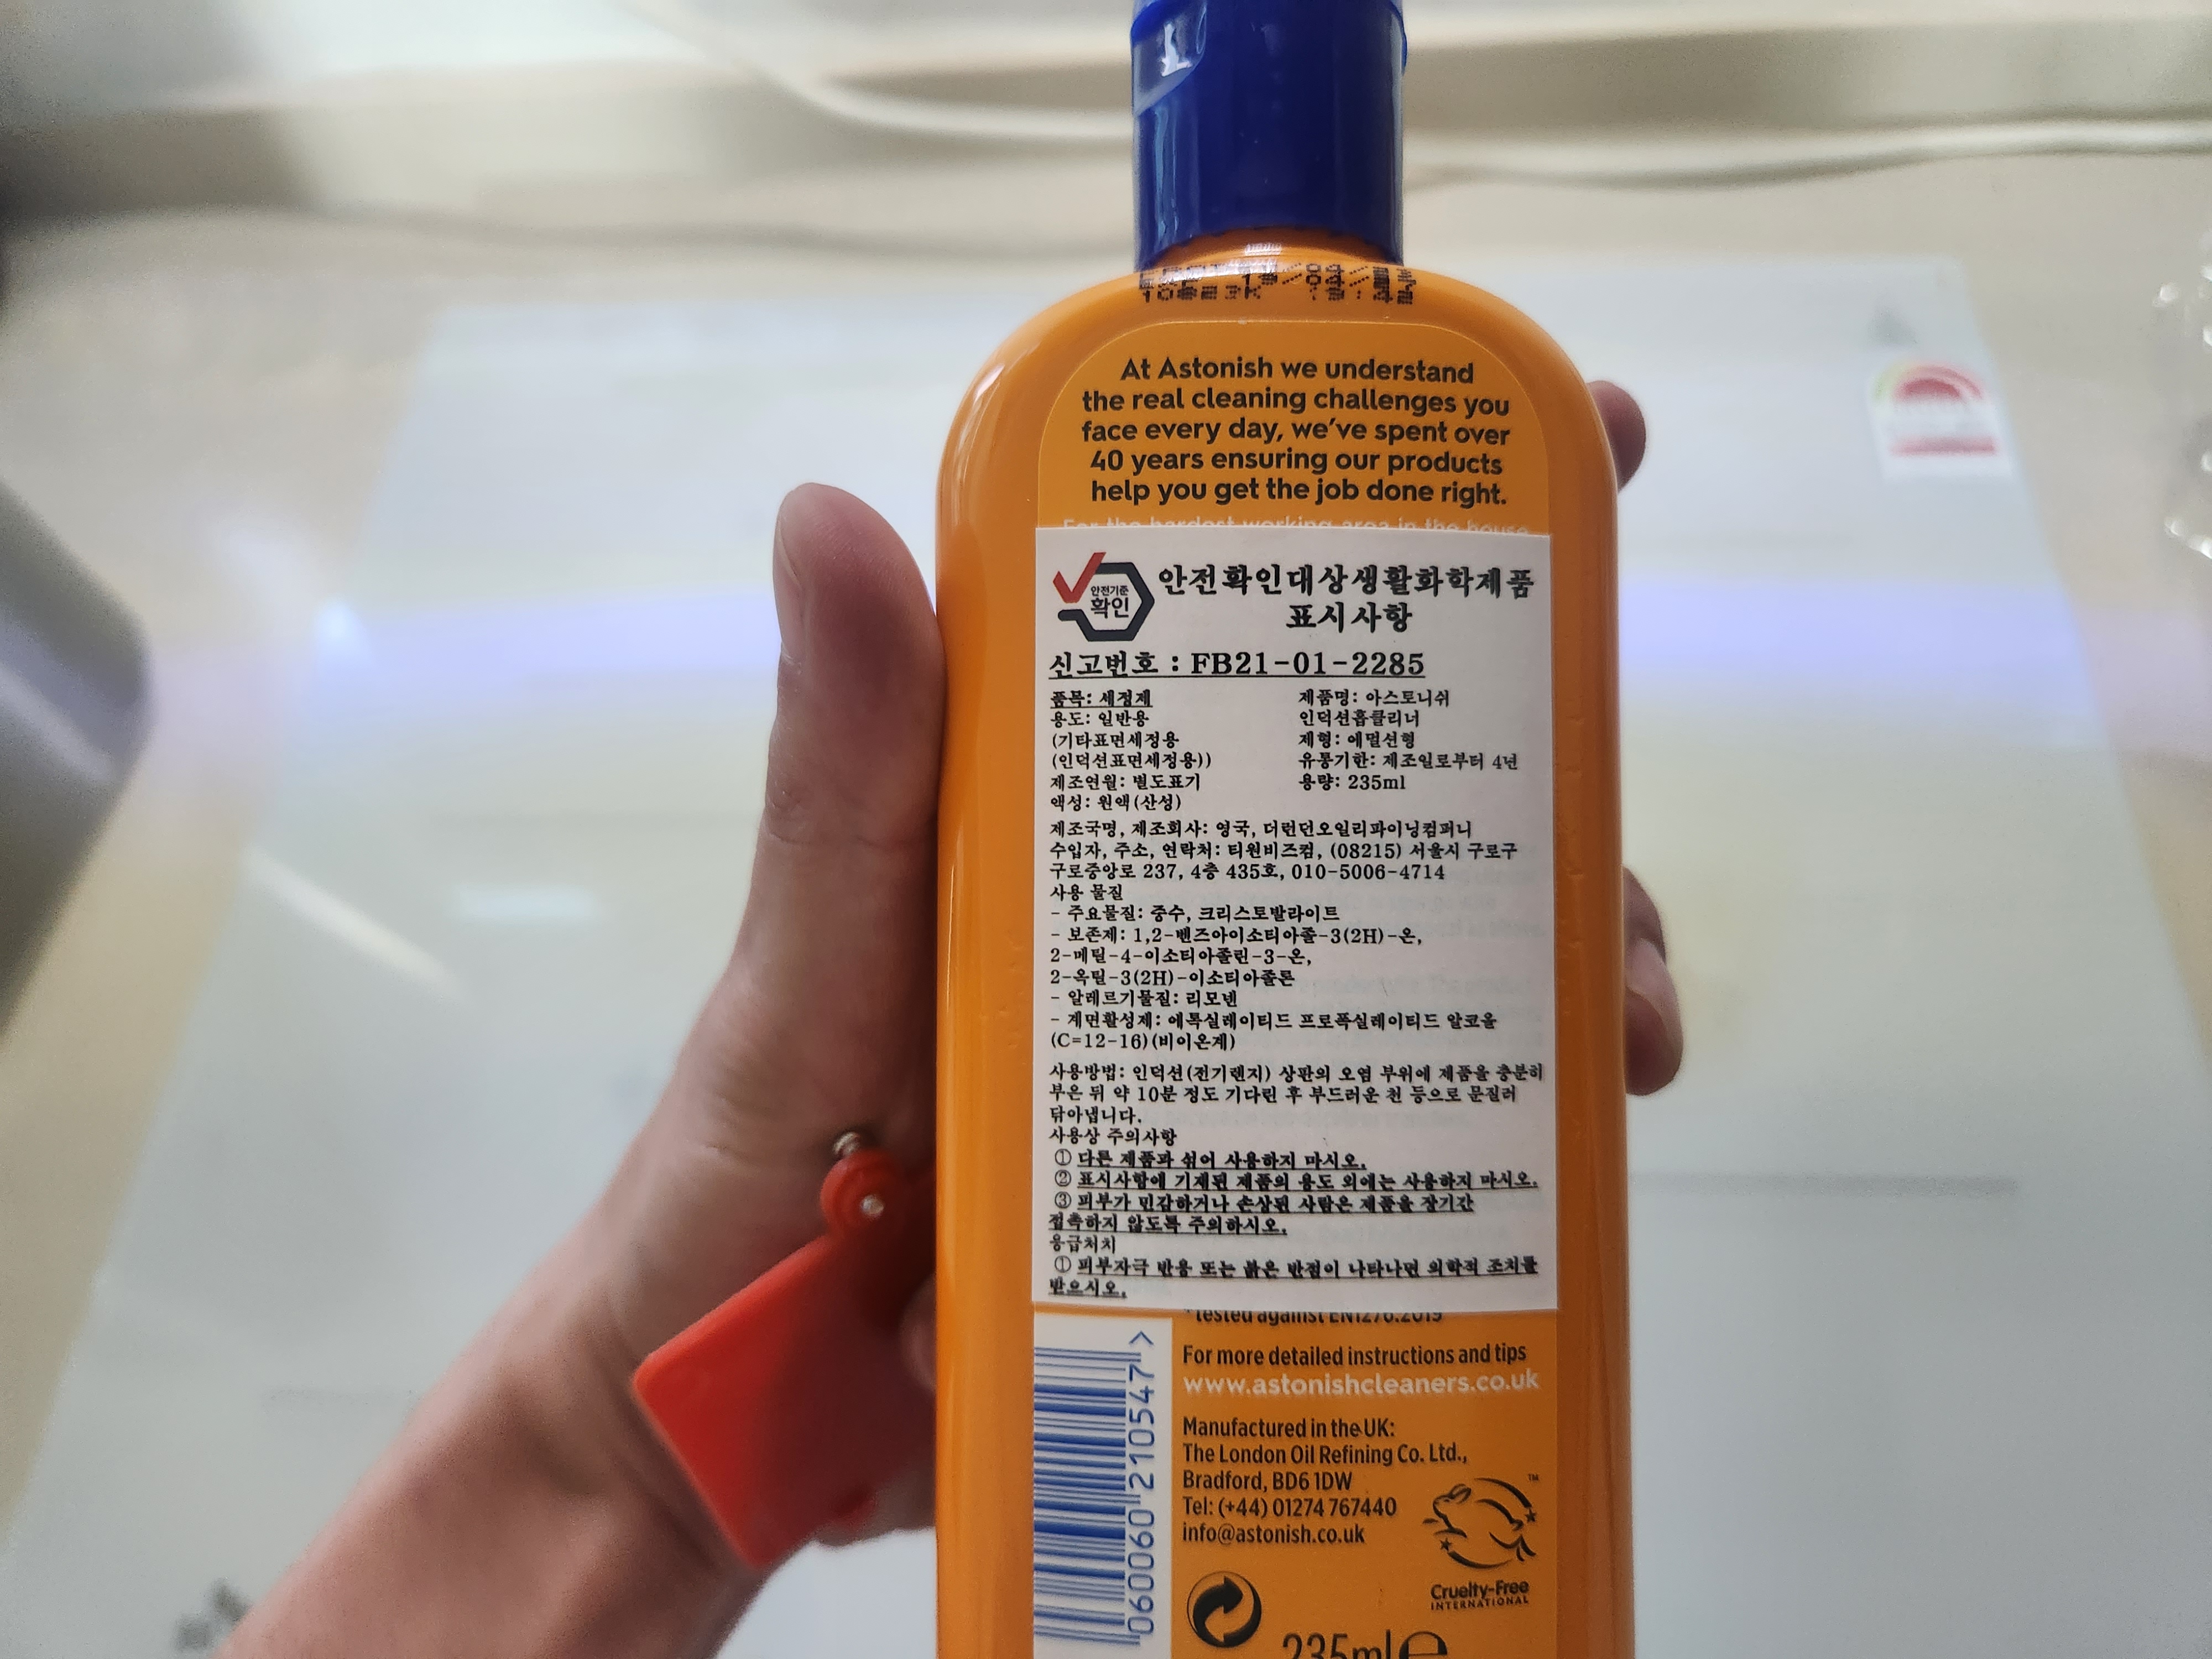 At Astonish we understand
the real cleaning challenges you
face every day, we've spent over
40 years ensuring our products
help you get the job done right.
For the hardest working area in the house
안전기준
확인
안전확인대상생활화학제품
표시사항
신고번호 : FB21-01-2285
품목: 세정제
용도: 일반용
(기타표면세정용
(인덕션표면세정용))
제조연월: 별도표기
액성: 원액(산성)
제품명: 아스토니쉬
인덕션홉클리너
제형: 에멀션형
유통기한: 제조일로부터 4년
용량: 235ml
제조국명, 제조회사: 영국, 더런던오일리파이닝컴퍼니
수입자, 주소, 연락처: 티원비즈컴, (08215) 서울시 구로구
구로중앙로 237, 4층 435호, 010-5006-4714
사용 물질
- 주요물질: 중수, 크리스토발라이트
- 보존제: 1,2-벤즈아이소티아졸-3(2H)-온,
2-메틸-4-이소티아졸린-3-온,
2-옥틸-3(2H)-이소티아졸론
- 알레르기물질: 리모넨
- 계면활성제: 에톡실레이티드 프로폭실레이티드 알코올
(C=12-16)(비이온계)
사용방법: 인덕션(전기렌지) 상판의 오염 부위에 제품을 충분히
부은 뒤 약 10분 정도 기다린 후 부드러운 천 등으로 문질러
닦아냅니다.
사용상 주의사항
① 다른 제품과 섞어 사용하지 마시오.
② 표시사항에 기재된 제품의 용도 외에는 사용하지 마시오.
③ 피부가 민감하거나 손상된 사람은 제품을 장기간
접촉하지 않도록 주의하시오.
응급처치
① 피부자극 반응 또는 붉은 반점이 나타나면 의학적 조치를
받으시오.
*Tested against EN1276:2019
For more detailed instructions and tips
www.astonishcleaners.co.uk
Manufactured in the UK:
The London Oil Refining Co. Ltd.,
Bradford, BD6 1DW
Tel: (+44) 01274 767440
info@astonish.co.uk
TM
Cruelty-Free
INTERNATIONAL
235ml e
060060 210547 >